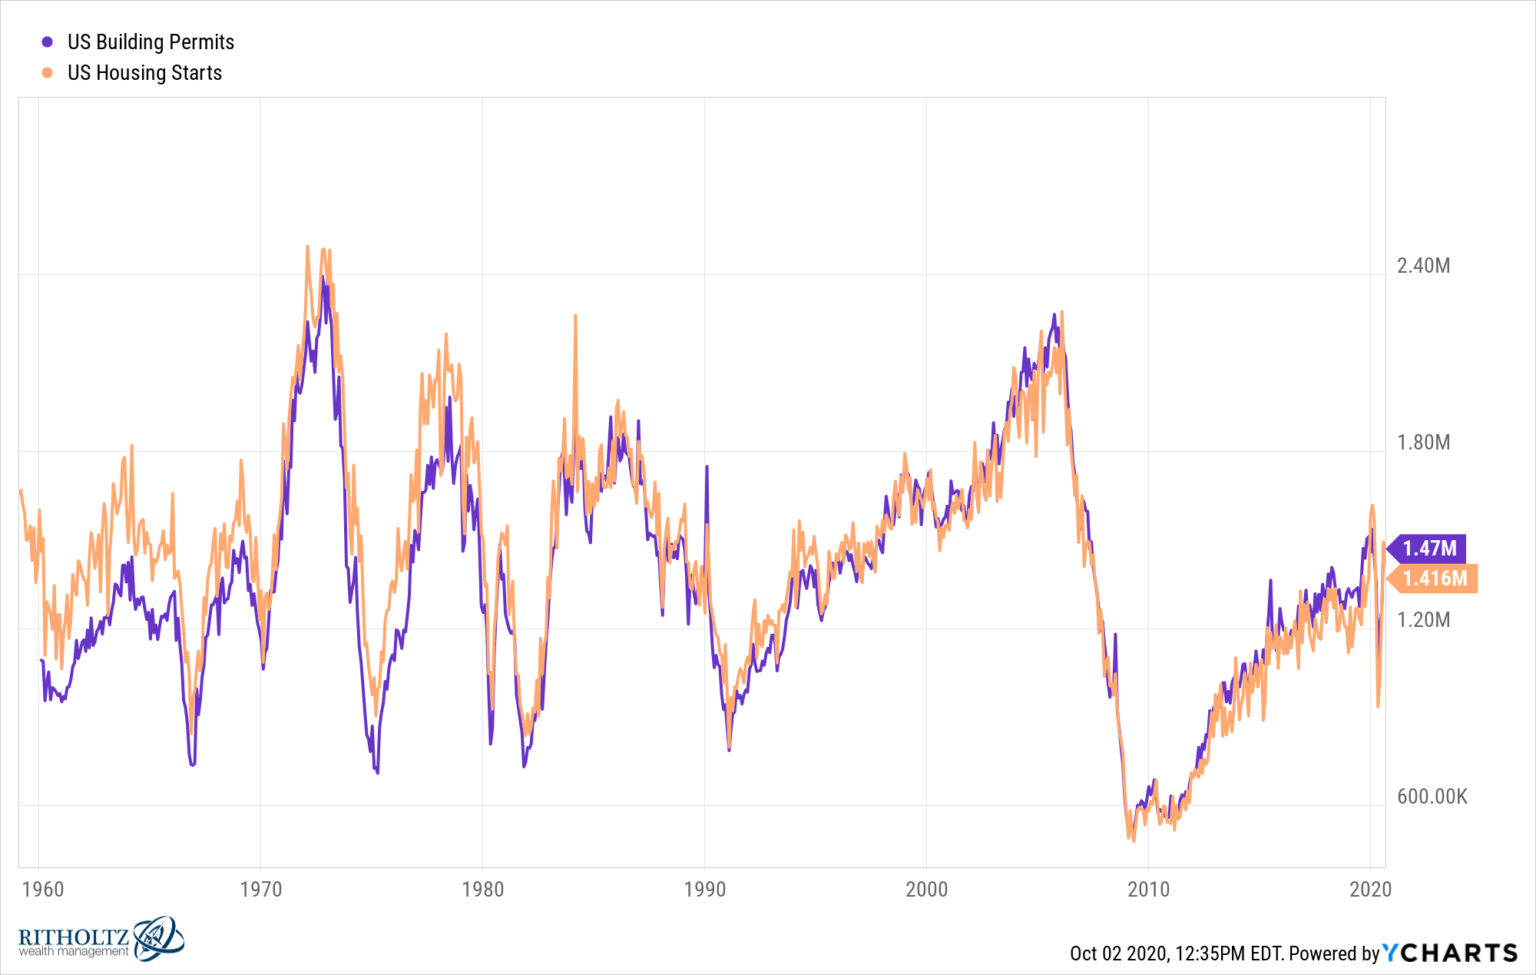 US Building Permits
US Housing Starts
2.40M
1.80M
1.47M
1.416M
1.20M
600.00K
1960 1970 1980 1990 2000 2010 2020
RITHOLTZ
wealth management
Oct 02 2020, 12:35PM EDT. Powered by YCHARTS